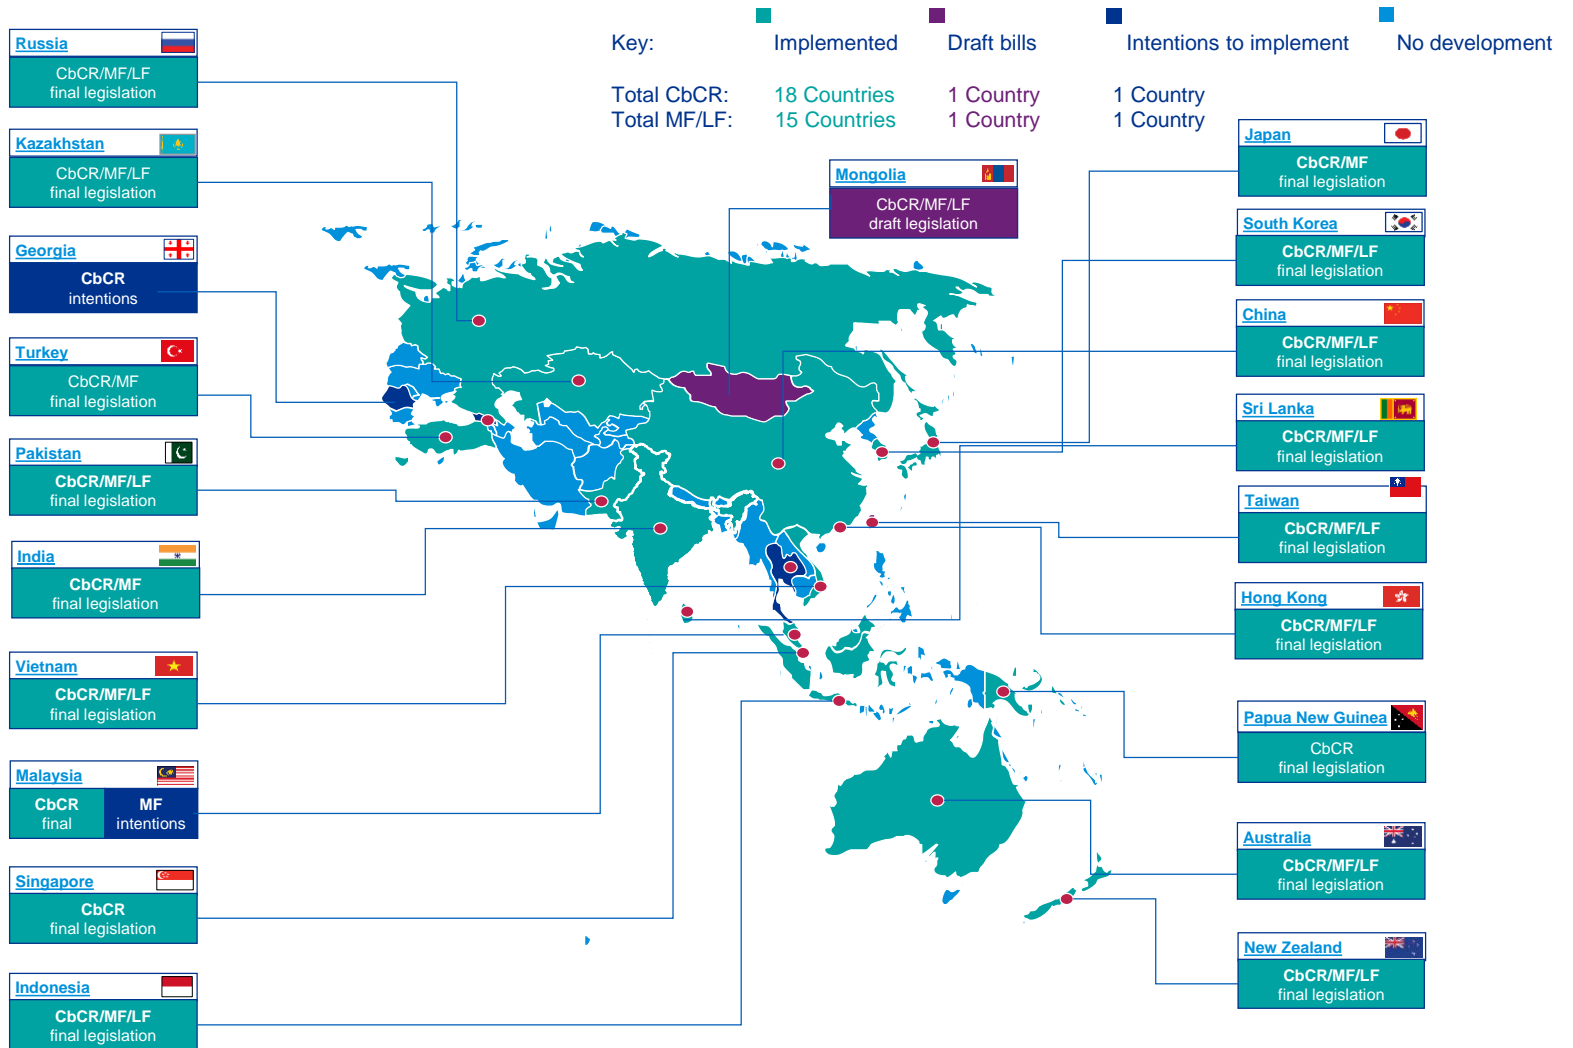 Key:
Implemented
Draft bills
Intentions to implement
No development
Total CbCR:
18 Countries
1 Country
1 Country
Total MF/LF:
15 Countries
1 Country
1 Country
Russia
CbCR/MF/LF
final legislation
Kazakhstan
CbCR/MF/LF
final legislation
Georgia
CbCR
intentions
Turkey
CbCR/MF
final legislation
Pakistan
CbCR/MF/LF
final legislation
India
CbCR/MF
final legislation
Vietnam
CbCR/MF/LF
final legislation
Malaysia
CbCR
final
MF
intentions
Singapore
CbCR
final legislation
Indonesia
CbCR/MF/LF
final legislation
Mongolia
CbCR/MF/LF
draft legislation
Japan
CbCR/MF
final legislation
South Korea
CbCR/MF/LF
final legislation
China
CbCR/MF/LF
final legislation
Sri Lanka
CbCR/MF/LF
final legislation
Taiwan
CbCR/MF/LF
final legislation
Hong Kong
CbCR/MF/LF
final legislation
Papua New Guinea
CbCR
final legislation
Australia
CbCR/MF/LF
final legislation
New Zealand
CbCR/MF/LF
final legislation